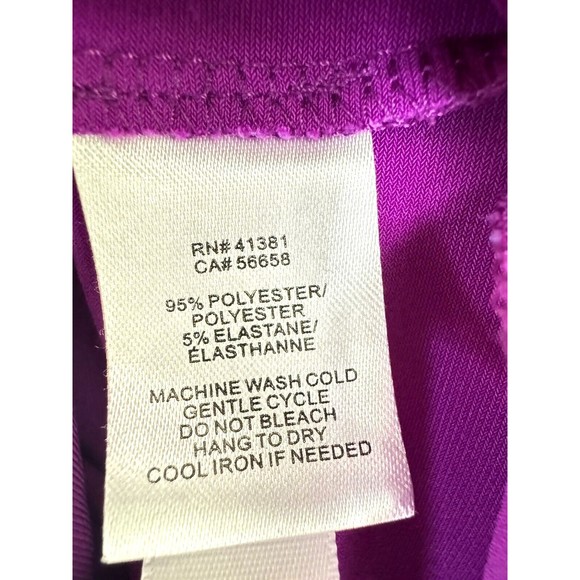 RN# 41381
CA# 56658
95% POLYESTER/
POLYESTER
5% ELASTANE/
ÉLASTHANNE
MACHINE WASH COLD
GENTLE CYCLE
DO NOT BLEACH
HANG TO DRY
COOL IRON IF NEEDED